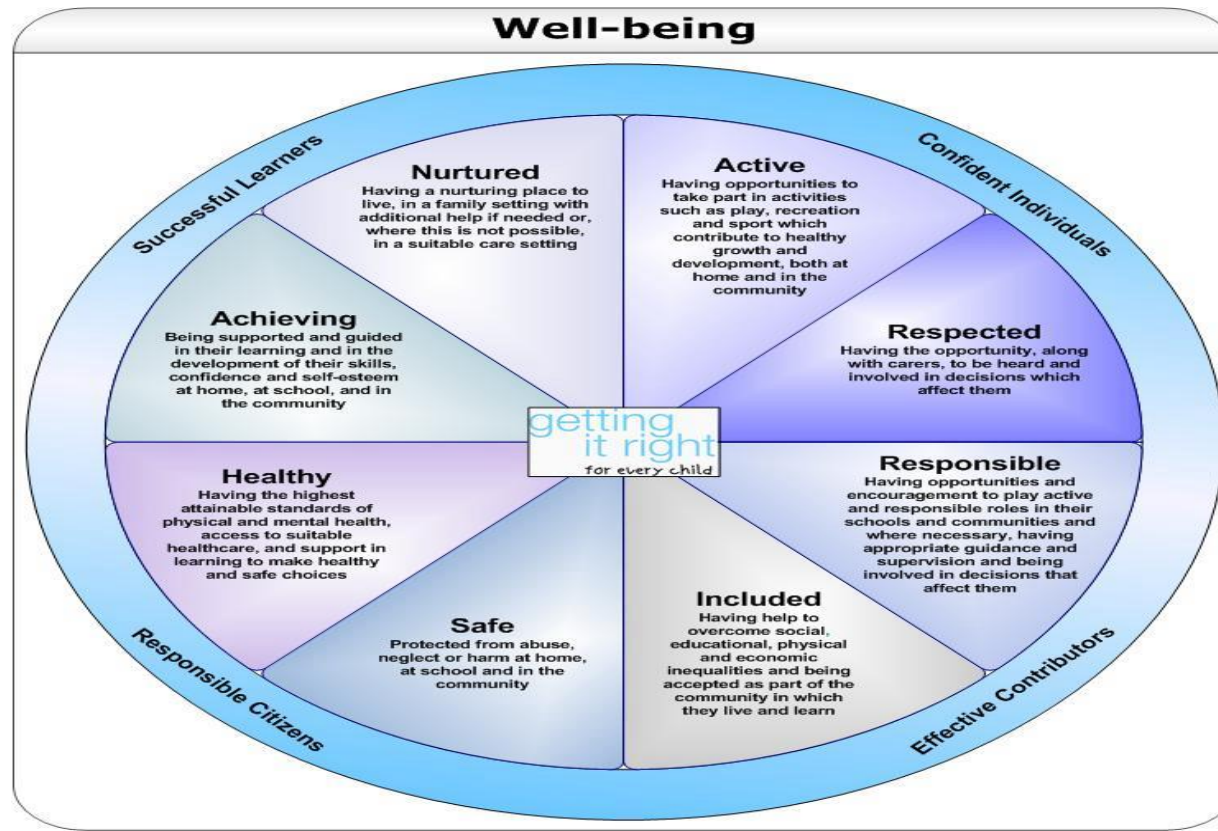 Well-being
Successful Learners
Confident Individuals
Nurtured
Having a nurturing place to
live, in a family setting with
additional help if needed or,
where this is not possible,
in a suitable care setting
Active
Having opportunities to
take part in activities
such as play, recreation
and sport which
contribute to healthy
growth and
development, both at
home and in the
community
Achieving
Being supported and guided
in their learning and in the
development of their skills,
confidence and self-esteem
at home, at school, and in
the community
Respected
Having the opportunity, along
with carers, to be heard and
involved in decisions which
affect them
getting
it right
for every child
Healthy
Having the highest
attainable standards of
physical and mental health,
access to suitable
healthcare, and support in
learning to make healthy
and safe choices
Responsible
Having opportunities and
encouragement to play active
and responsible roles in their
schools and communities and
where necessary, having
appropriate guidance and
supervision and being
involved in decisions that
affect them
Safe
Protected from abuse,
neglect or harm at home,
at school and in the
community
Included
Having help to
overcome social,
educational, physical
and economic
inequalities and being
accepted as part of the
community in which
they live and learn
Responsible Citizens
Effective Contributors